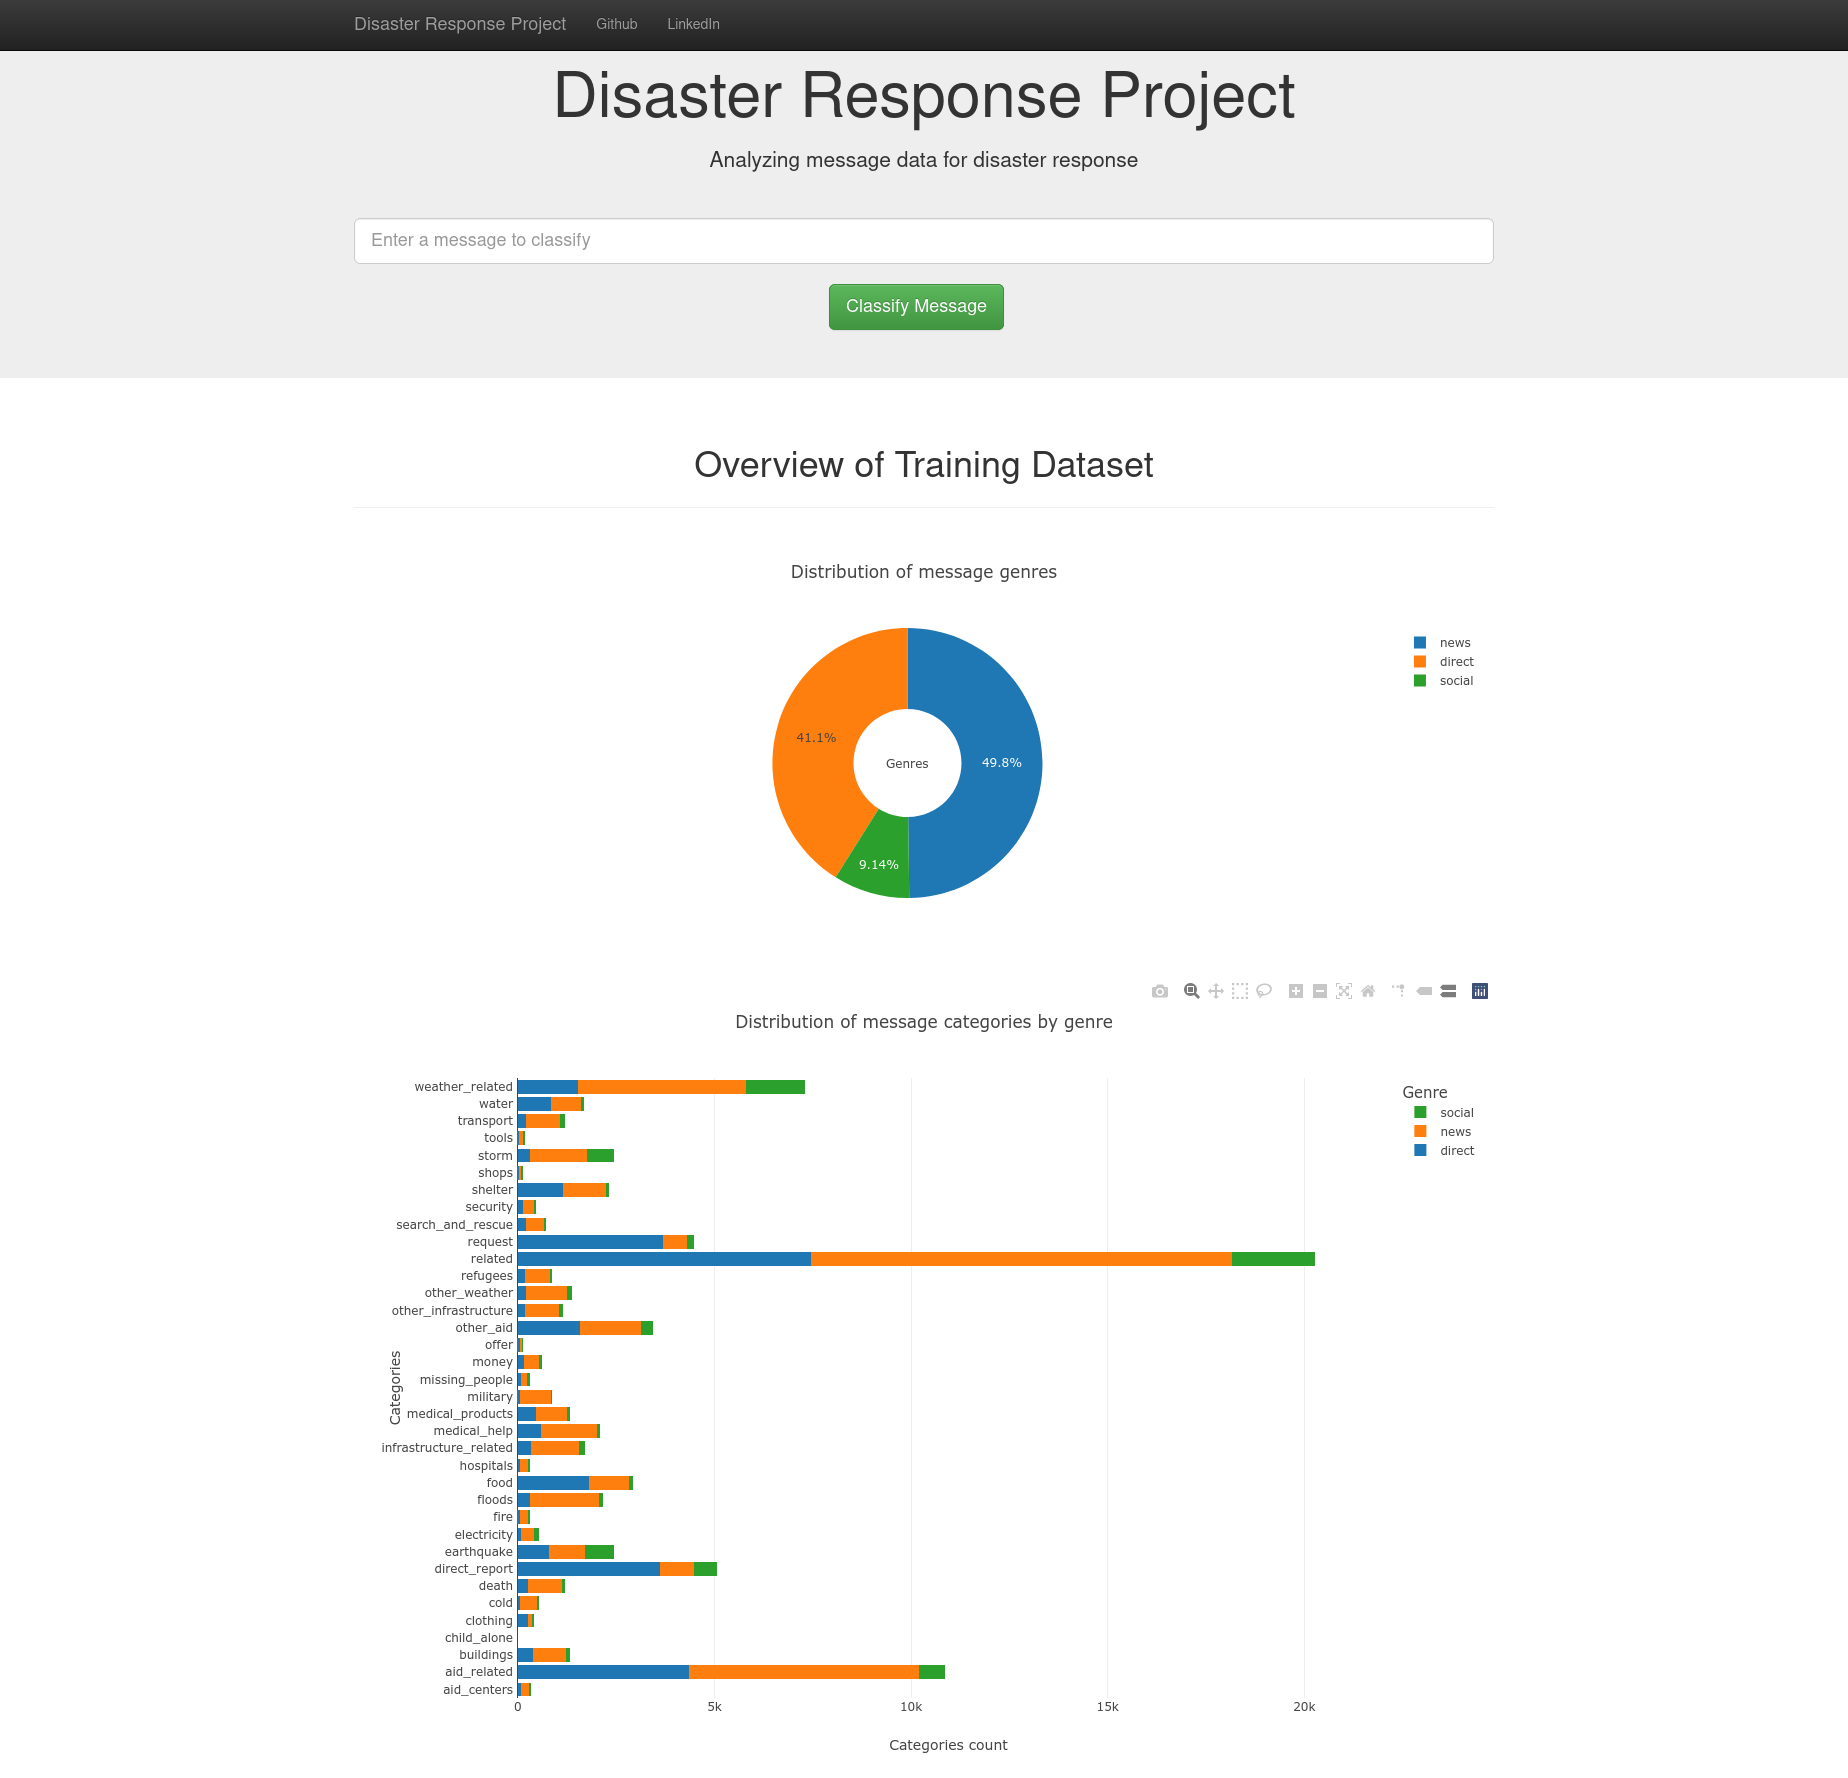 Disaster Response Project Github LinkedIn
Disaster Response Project
Analyzing message data for disaster response
Enter a message to classify
Classify Message
Overview of Training Dataset
Distribution of message genres
news
direct
social
41.1%
Genres
49.8%
9.14%
Distribution of message categories by genre
Genre
social
news
direct
Categories
weather_related
water
transport
tools
storm
shops
shelter
security
search_and_rescue
request
related
refugees
other_weather
other_infrastructure
other_aid
offer
money
missing_people
military
medical_products
medical_help
infrastructure_related
hospitals
food
floods
fire
electricity
earthquake
direct_report
death
cold
clothing
child_alone
buildings
aid_related
aid_centers
0 5k 10k 15k 20k
Categories count